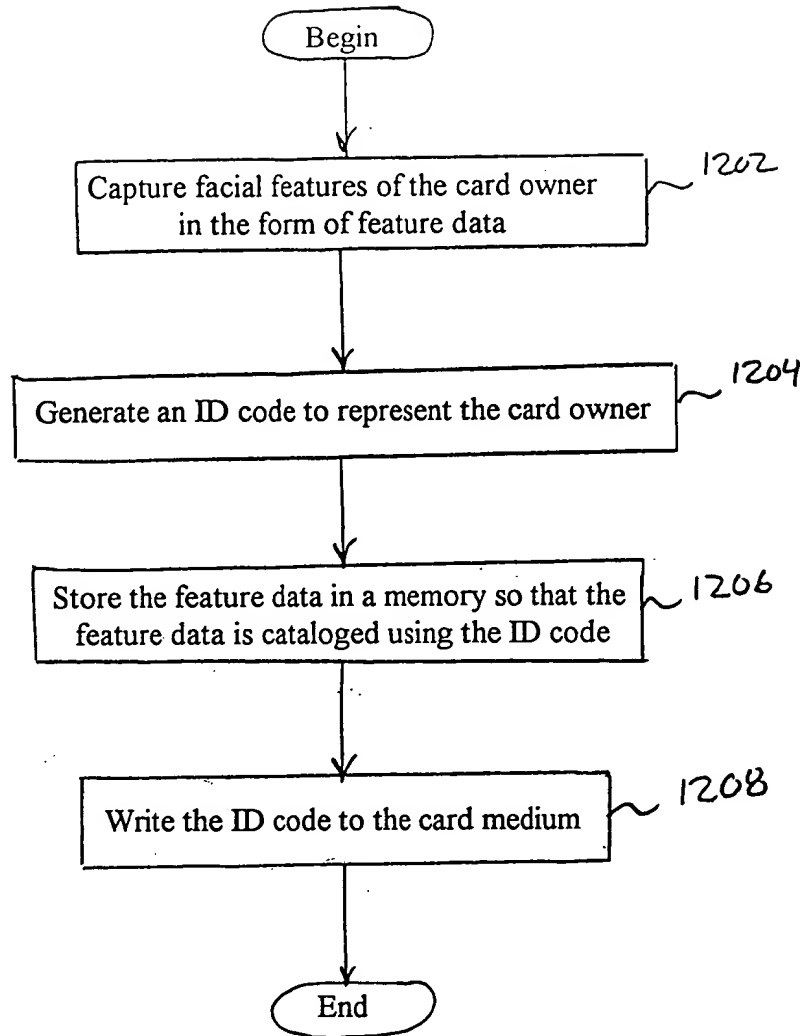 Begin
Capture facial features of the card owner
in the form of feature data
1202
Generate an ID code to represent the card owner
1204
Store the feature data in a memory so that the
feature data is cataloged using the ID code
1206
Write the ID code to the card medium
1208
End